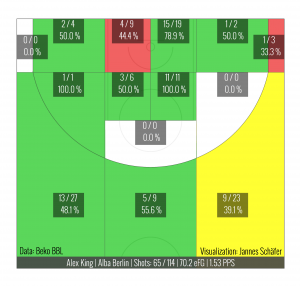 2 / 4
4 / 9
15 / 19
1 / 2
50.0 %
44.4 %
78.9 %
50.0 %
0 / 0
0.0 %
1 / 3
33.3 %
1 / 1
3 / 6
11 / 11
0 / 0
100.0 %
50.0 %
100.0 %
0.0 %
0 / 0
0.0 %
13 / 27
5 / 9
9 / 23
48.1 %
55.6 %
39.1 %
Data: Beko BBL
Visualization: Jannes Schäfer
Alex King | Alba Berlin | Shots: 65 / 114 | 70.2 eFG | 1.53 PPS